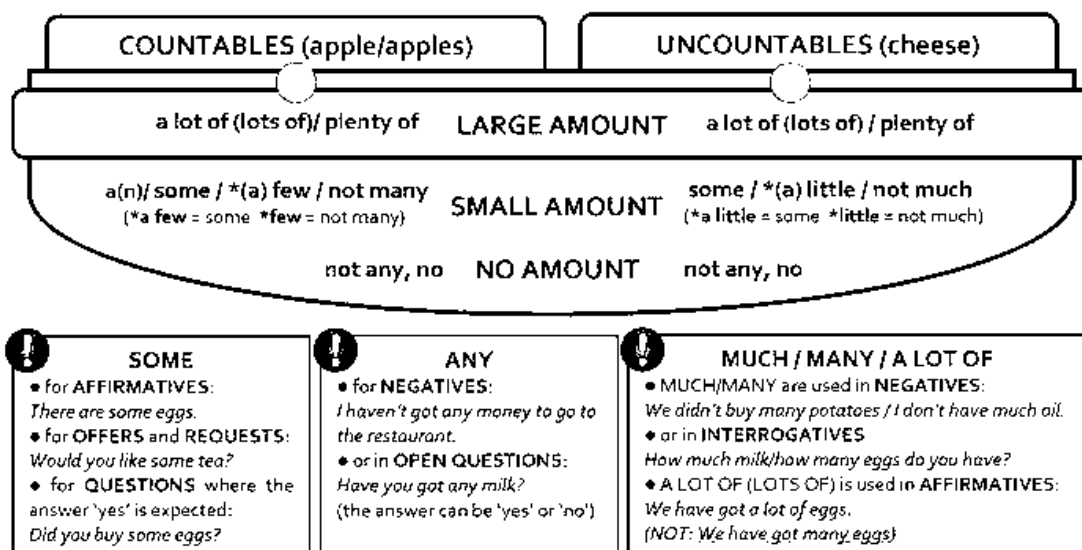 COUNTABLES (apple/apples)
UNCOUNTABLES (cheese)
a lot of (lots of)/ plenty of LARGE AMOUNT a lot of (lots of) / plenty of
a(n)/ some / *(a) few / not many
(*a few = some *few = not many)
SMALL AMOUNT
some / *(a) little / not much
(*a little = some *little = not much)
not any, no NO AMOUNT not any, no
SOME
• for AFFIRMATIVES:
There are some eggs.
• for OFFERS and REQUESTS:
Would you like some tea?
• for QUESTIONS where the
answer 'yes' is expected:
Did you buy some eggs?
ANY
• for NEGATIVES:
I haven't got any money to go to
the restaurant.
• or in OPEN QUESTIONS:
Have you got any milk?
(the answer can be 'yes' or 'no')
MUCH / MANY / A LOT OF
• MUCH/MANY are used in NEGATIVES:
We didn't buy many potatoes / I don't have much oil.
• or in INTERROGATIVES
How much milk/how many eggs do you have?
• A LOT OF (LOTS OF) is used in AFFIRMATIVES:
We have got a lot of eggs.
(NOT: We have got many eggs)